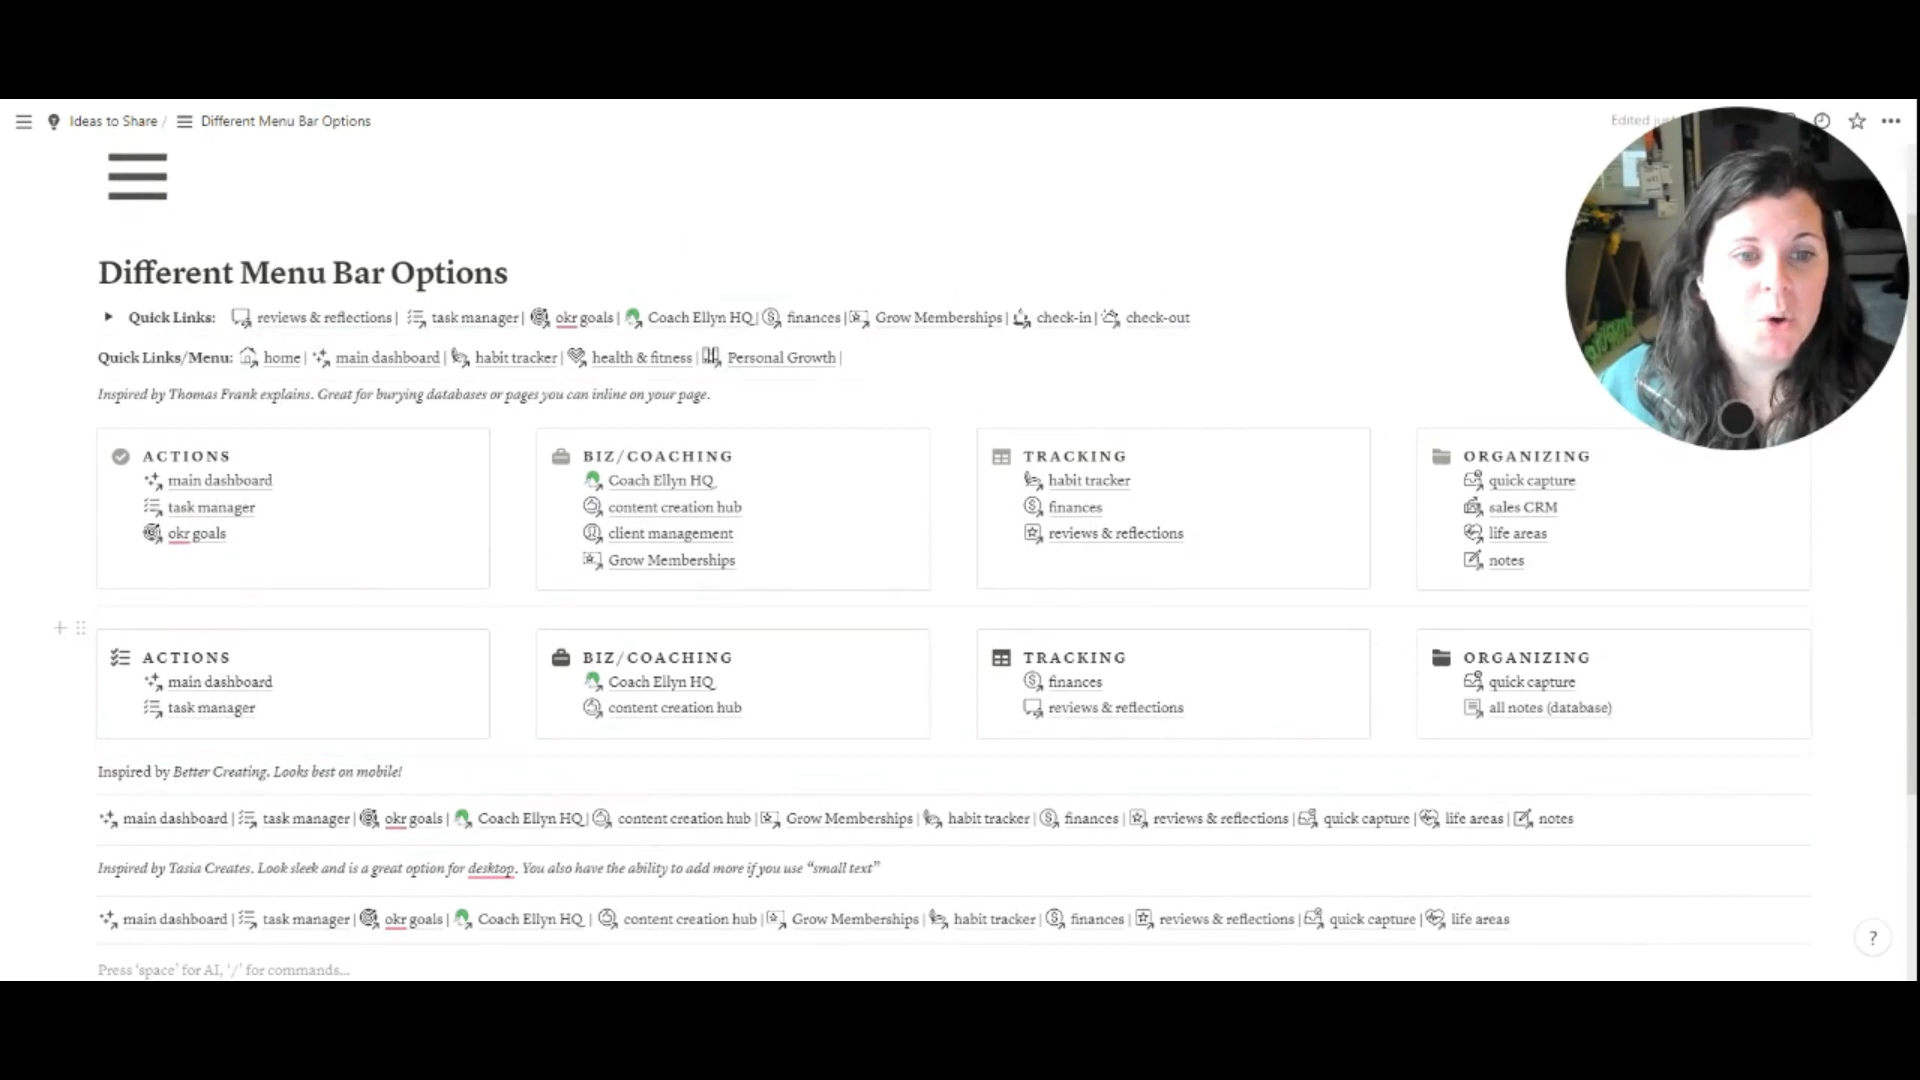 Ideas to Share / Different Menu Bar Options
Edited
Different Menu Bar Options
Quick Links: reviews & reflections | task manager | okr goals | Coach Ellyn HQ | finances | Grow Memberships | check-in | check-out
Quick Links/Menu: home | main dashboard | habit tracker | health & fitness | Personal Growth |
Inspired by Thomas Frank explains. Great for burying databases or pages you can inline on your page.
ACTIONS
main dashboard
task manager
okr goals
BIZ/COACHING
Coach Ellyn HQ
content creation hub
client management
Grow Memberships
TRACKING
habit tracker
finances
reviews & reflections
ORGANIZING
quick capture
sales CRM
life areas
notes
ACTIONS
main dashboard
task manager
BIZ/COACHING
Coach Ellyn HQ
content creation hub
TRACKING
finances
reviews & reflections
ORGANIZING
quick capture
all notes (database)
Inspired by Better Creating. Looks best on mobile!
main dashboard | task manager | okr goals | Coach Ellyn HQ | content creation hub | Grow Memberships | habit tracker | finances | reviews & reflections | quick capture | life areas | notes
Inspired by Tasia Creates. Look sleek and is a great option for desktop. You also have the ability to add more if you use “small text”
main dashboard | task manager | okr goals | Coach Ellyn HQ | content creation hub | Grow Memberships | habit tracker | finances | reviews & reflections | quick capture | life areas
Press ‘space’ for AI, ‘/’ for commands...
?